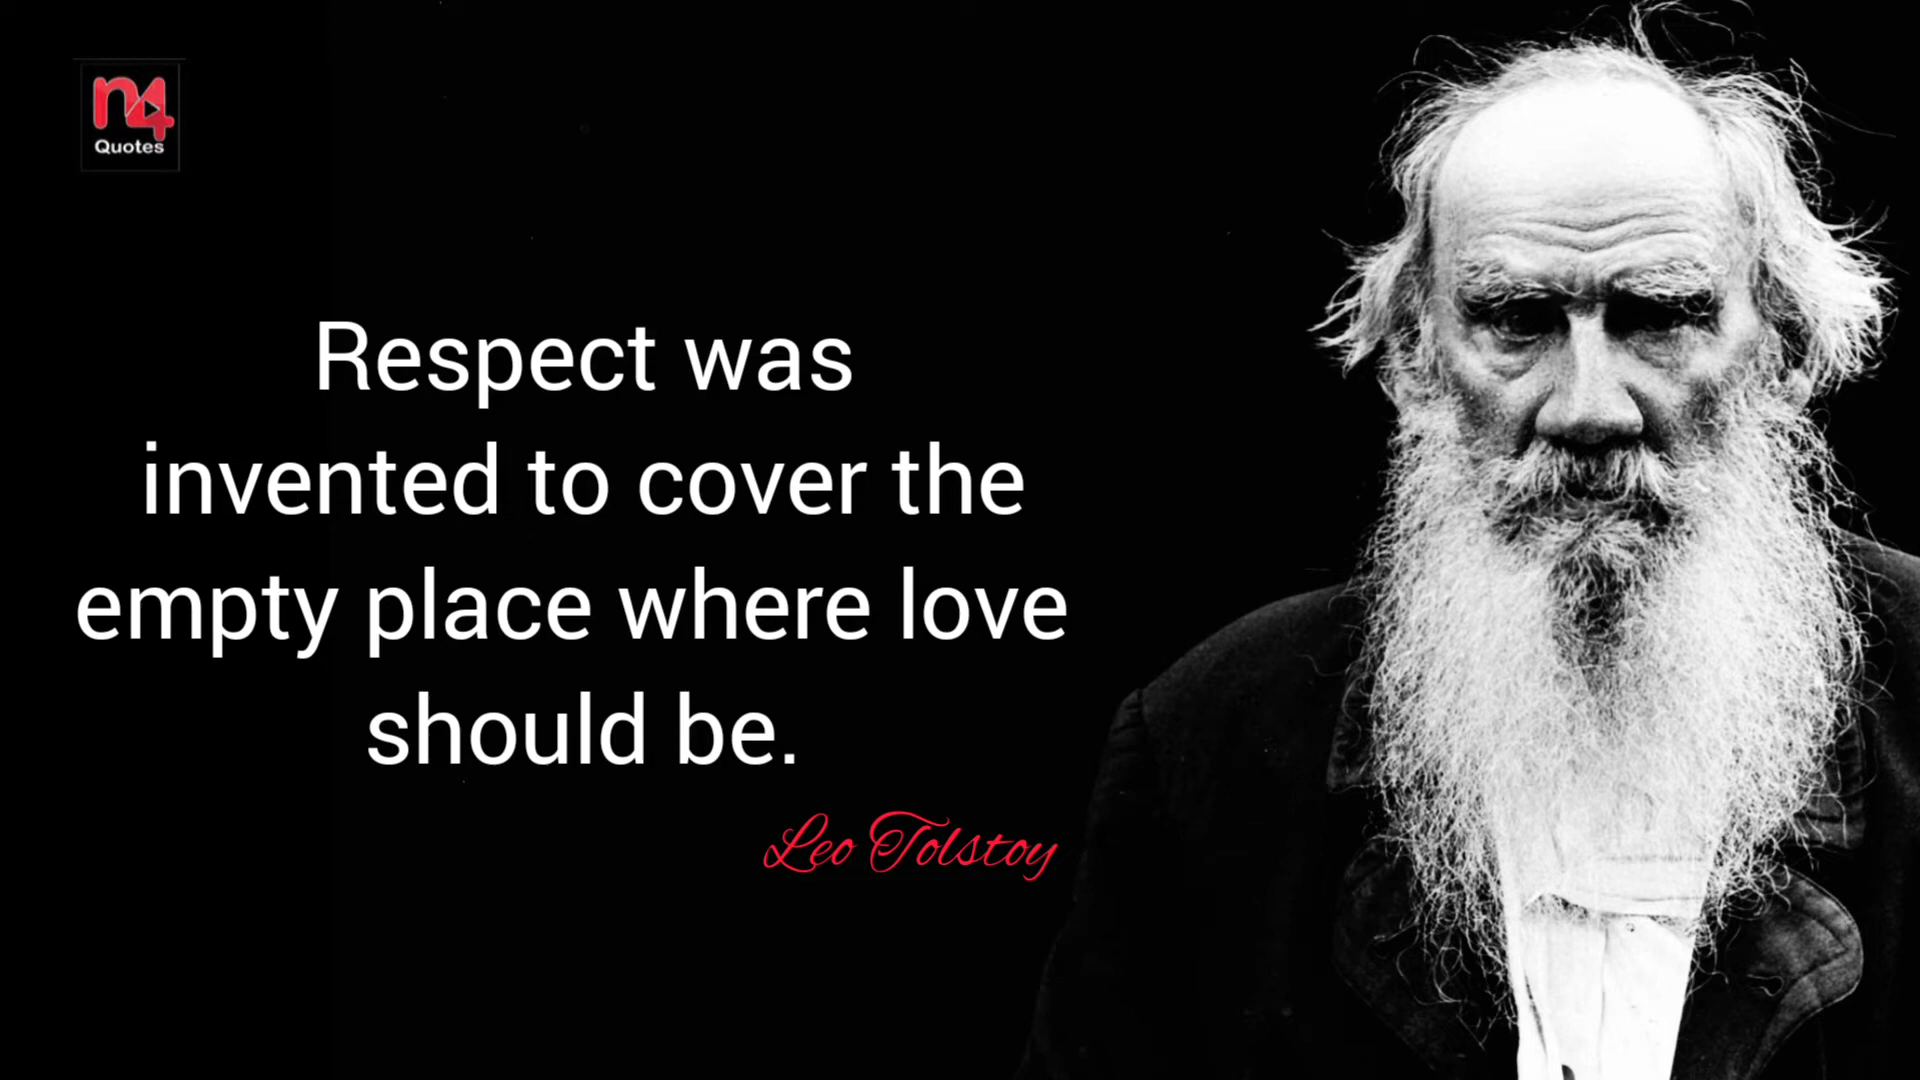 n4
Quotes
Respect was
invented to cover the
empty place where love
should be.
Leo Tolstoy